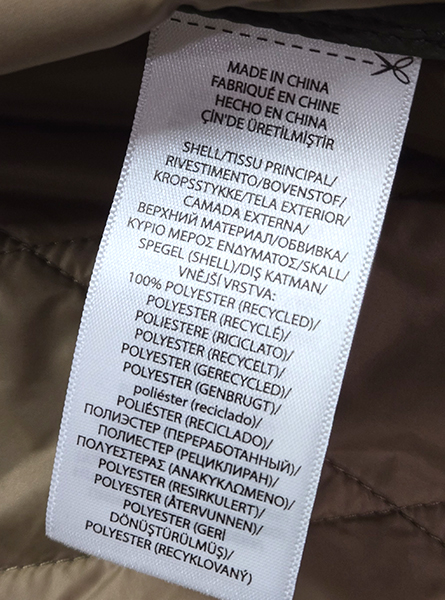 MADE IN CHINA
FABRIQUÉ EN CHINE
HECHO EN CHINA
ÇİN'DE ÜRETİLMİŞTİR
SHELL/TISSU PRINCIPAL/
RIVESTIMENTO/BOVENSTOF/
KROPSSTYKKE/TELA EXTERIOR/
CAMADA EXTERNA/
ВЕРХНИЙ МАТЕРИАЛ/ОБВИВКА/
ΚΥΡΙΟ ΜΕΡΟΣ ΕΝΔΥΜΑΤΟΣ/SKALL/
SPEGEL (SHELL)/DIŞ KATMAN/
VNĚJŠÍ VRSTVA:
100% POLYESTER (RECYCLED)/
POLYESTER (RECYCLÉ)/
POLIESTERE (RICICLATO)/
POLYESTER (RECYCELT)/
POLYESTER (GERECYCLED)/
POLYESTER (GENBRUGT)/
poliéster (reciclado)/
POLIÉSTER (RECICLADO)/
ПОЛИЭСТЕР (ПЕРЕРАБОТАННЫЙ)/
ПОЛИЕСТЕР (РЕЦИКЛИРАН)/
ΠΟΛΥΕΣΤΕΡΑΣ (ΑΝΑΚΥΚΛΩΜΕΝΟ)/
POLYESTER (RESIRKULERT)/
POLYESTER (ÅTERVUNNEN)/
POLYESTER (GERİ
DÖNÜŞTÜRÜLMÜŞ)/
POLYESTER (RECYKLOVANÝ)